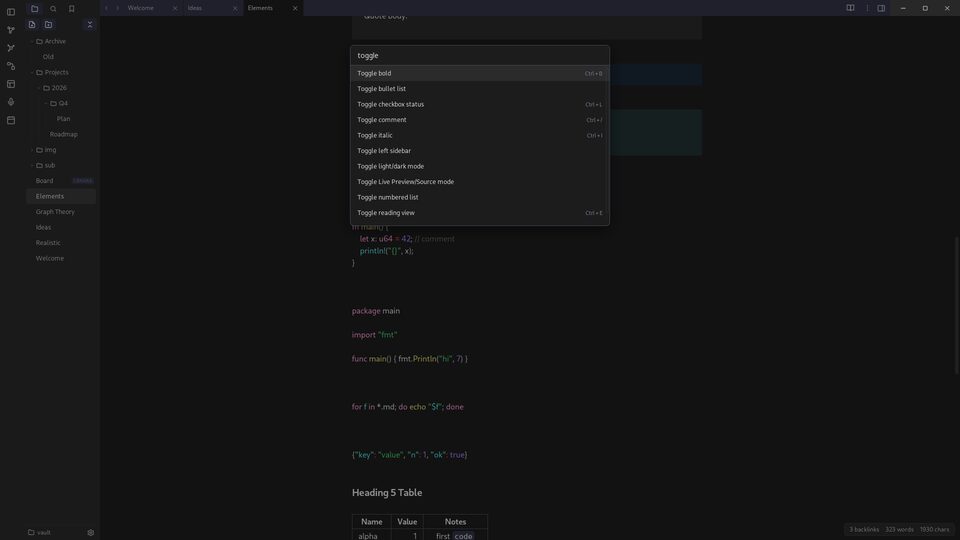 Welcome
Ideas
Elements
Archive
Old
Projects
2026
Q4
Plan
Roadmap
img
sub
Board
Elements
Graph Theory
Ideas
Realistic
Welcome
vault
Quote body.
toggle
Toggle bold Ctrl+B
Toggle bullet list
Toggle checkbox status Ctrl+L
Toggle comment Ctrl+/
Toggle italic Ctrl+I
Toggle left sidebar
Toggle light/dark mode
Toggle Live Preview/Source mode
Toggle numbered list
Toggle reading view Ctrl+E
fn main() {
let x: u64 = 42; // comment
println!("{}", x);
}
package main
import "fmt"
func main() { fmt.Println("hi", 7) }
for f in *.md; do echo "$f"; done
{"key": "value", "n": 1, "ok": true}
Heading 5 Table
Name Value Notes
alpha 1 first code
3 backlinks 323 words 1930 chars